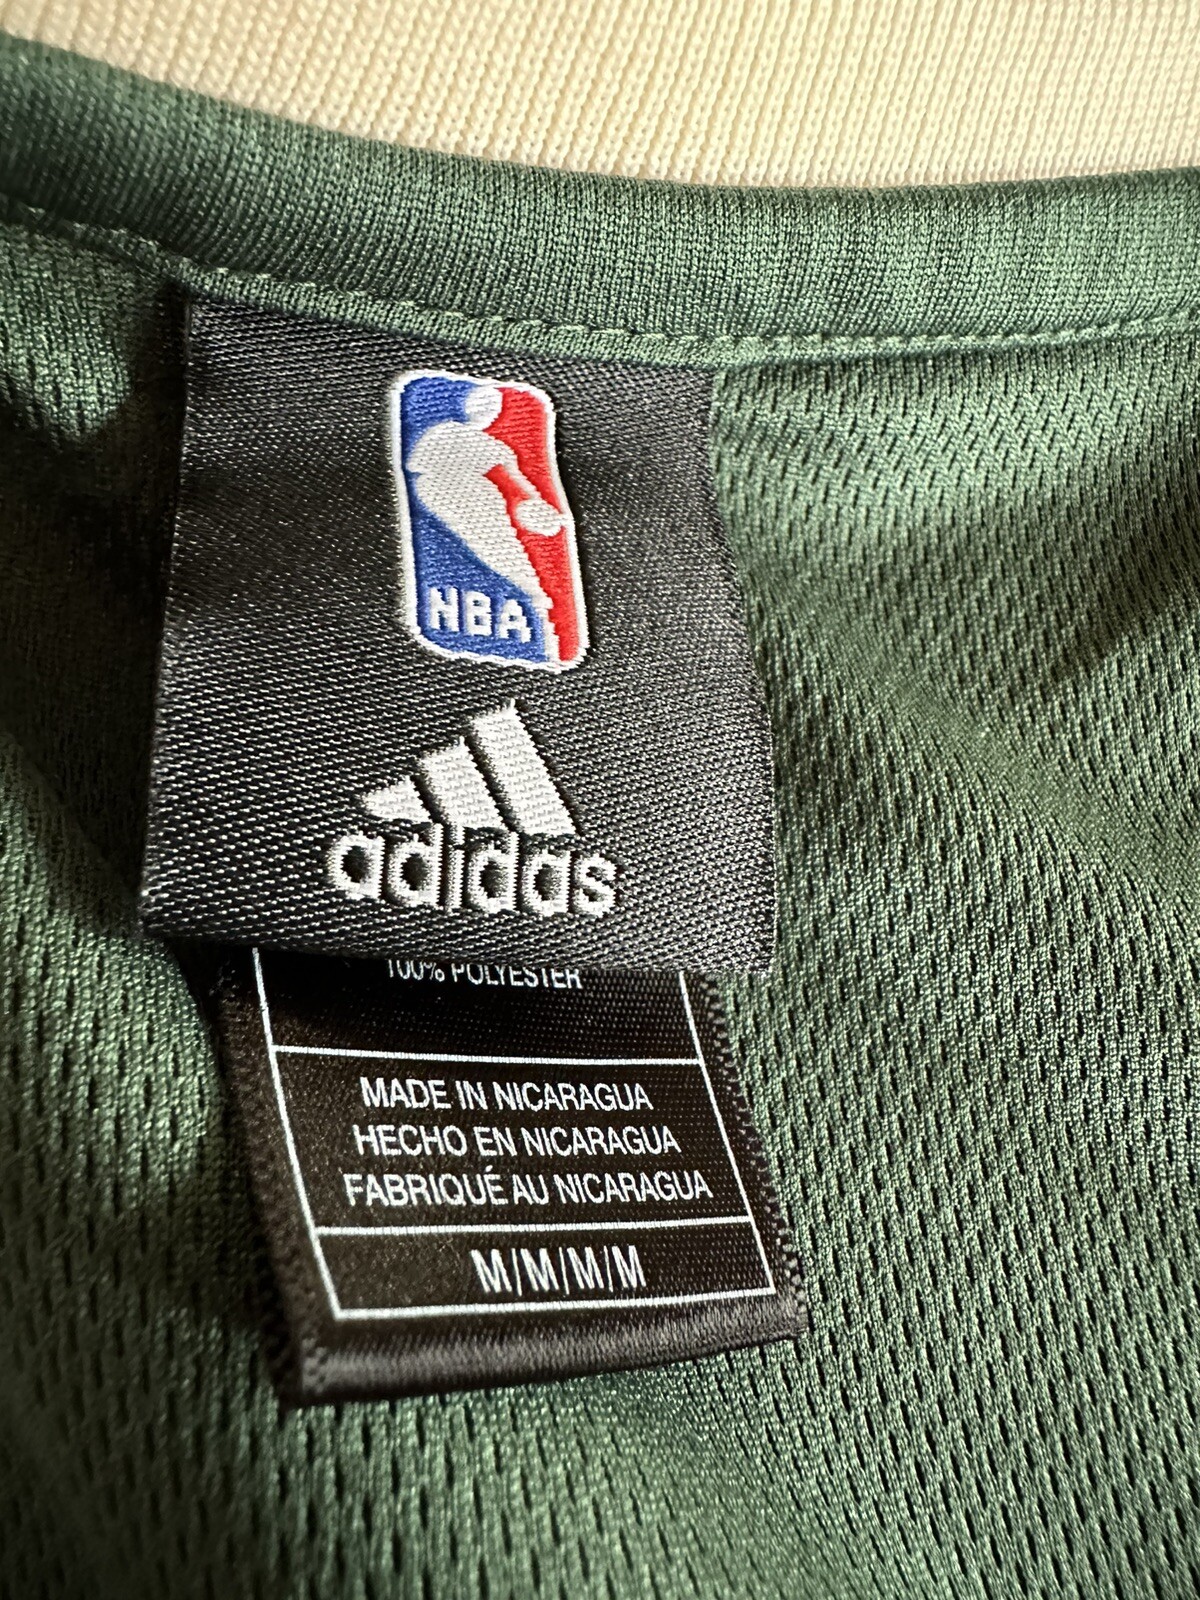 NBA
adidas
100% POLYESTER
MADE IN NICARAGUA
HECHO EN NICARAGUA
FABRIQUÉ AU NICARAGUA
M/M/M/M